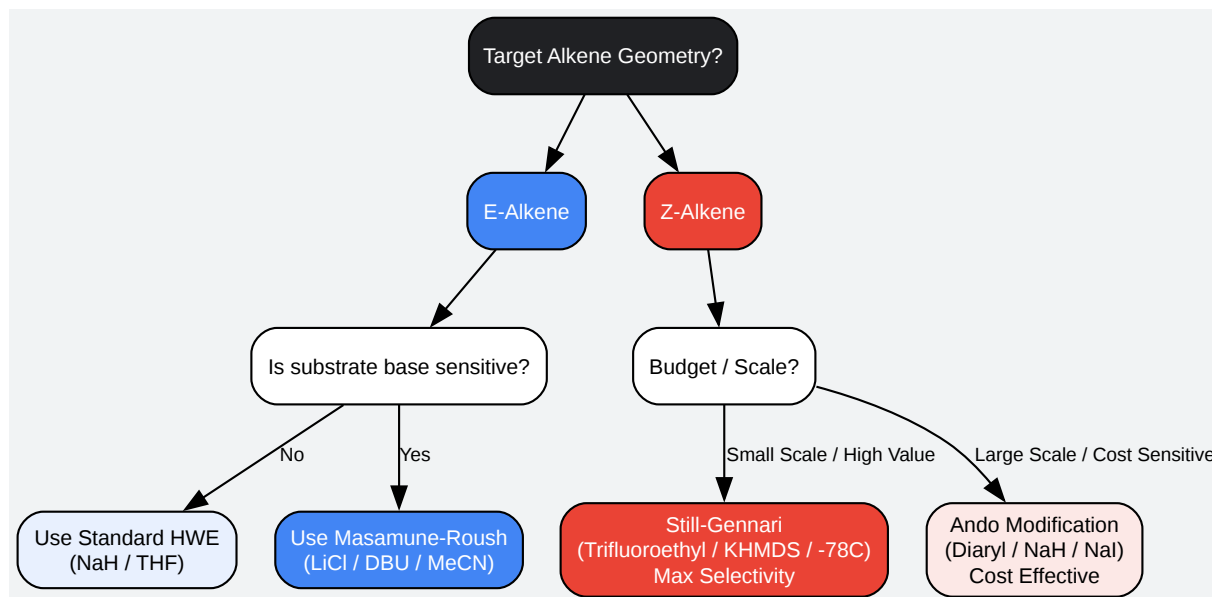 Target Alkene Geometry?
E-Alkene
Z-Alkene
Is substrate base sensitive?
Budget / Scale?
No
Yes
Small Scale / High Value
Large Scale / Cost Sensitive
Use Standard HWE
(NaH / THF)
Use Masamune-Roush
(LiCl / DBU / MeCN)
Still-Gennari
(Trifluoroethyl / KHMDS / -78C)
Max Selectivity
Ando Modification
(Diaryl / NaH / NaI)
Cost Effective